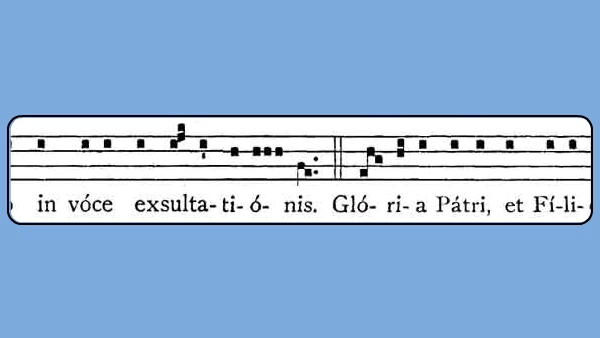 in vóce exsulta- ti- ó- nis. Gló- ri- a Pátri, et Fí-li-